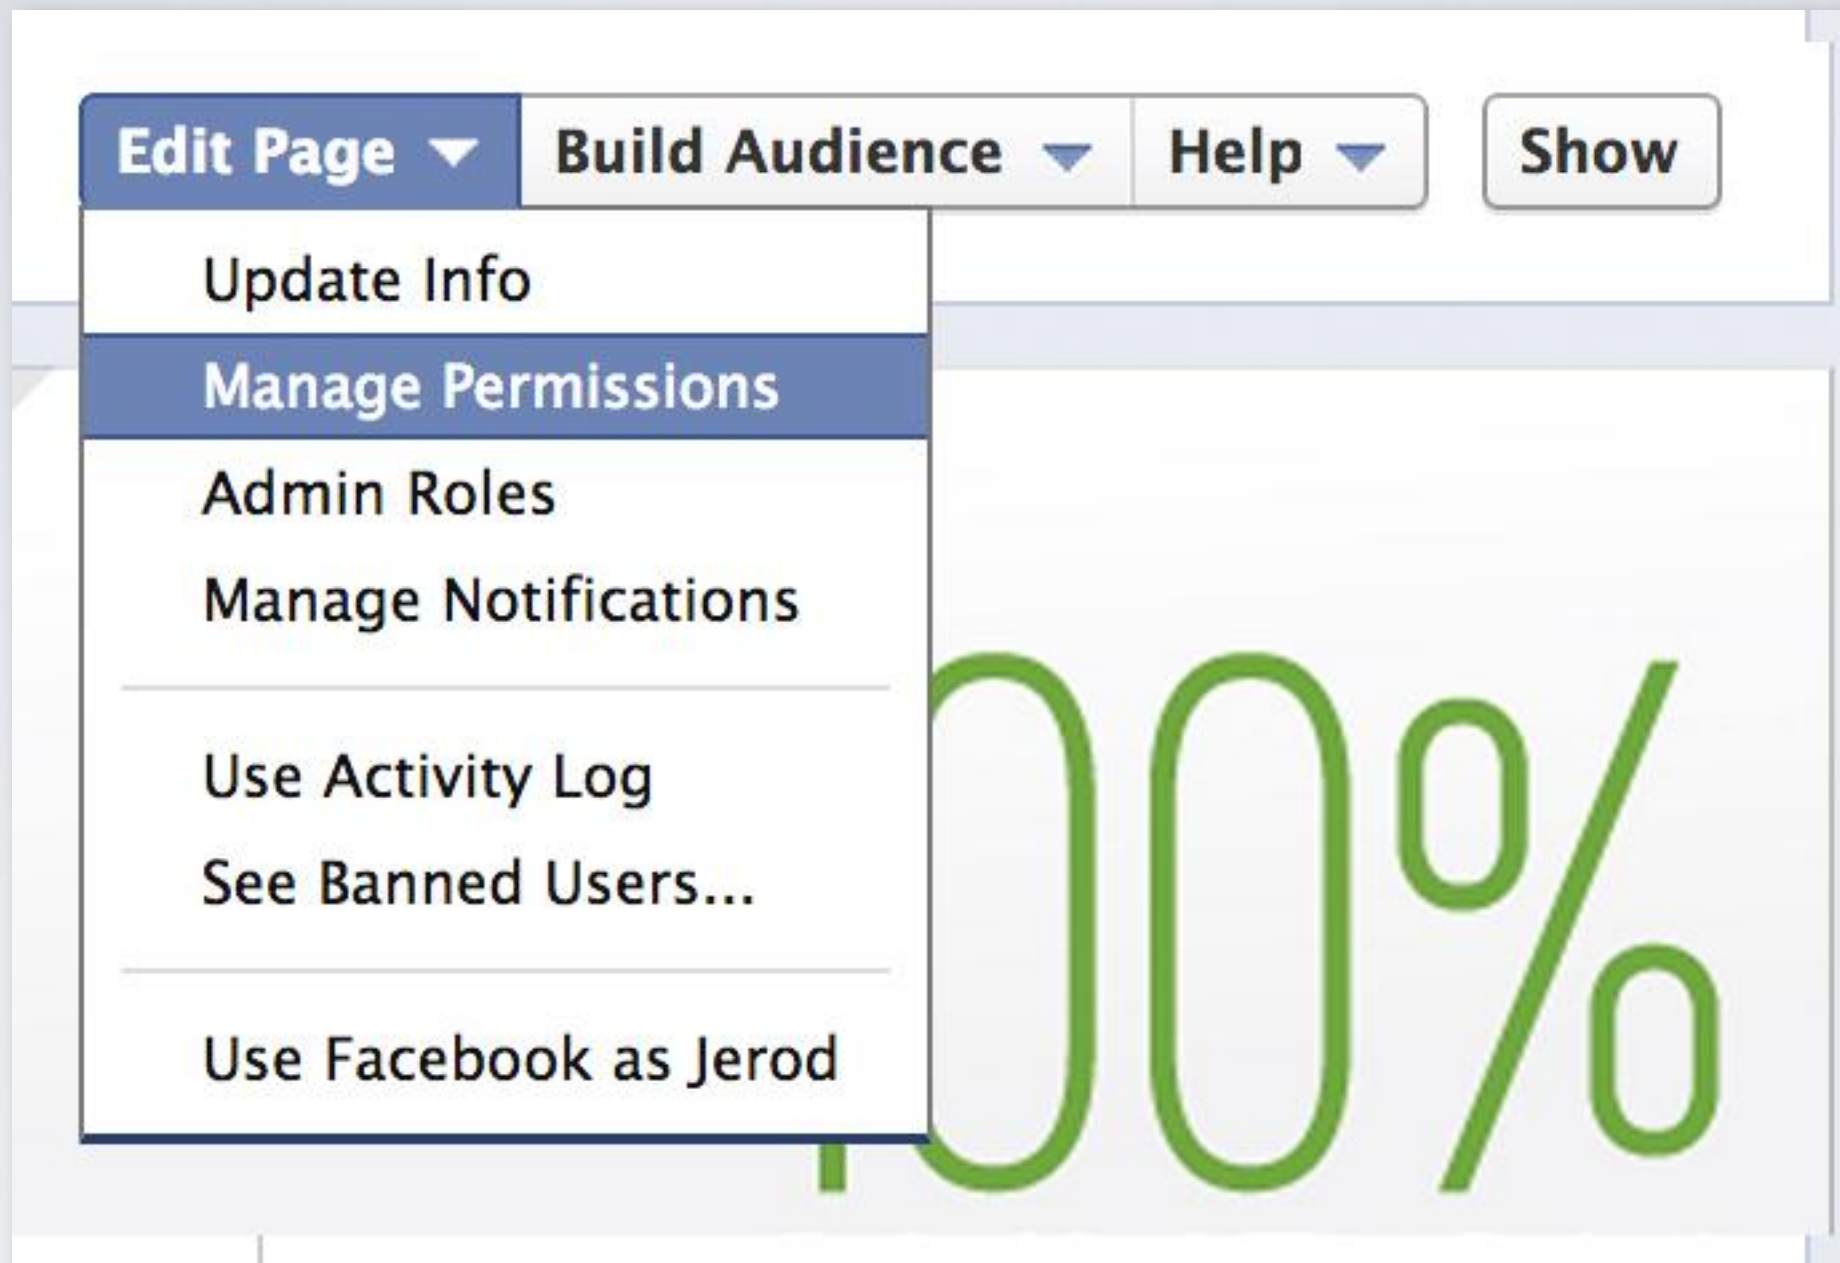 Edit Page Build Audience Help Show
Update Info
Manage Permissions
Admin Roles
Manage Notifications
Use Activity Log
See Banned Users...
Use Facebook as Jerod
100%